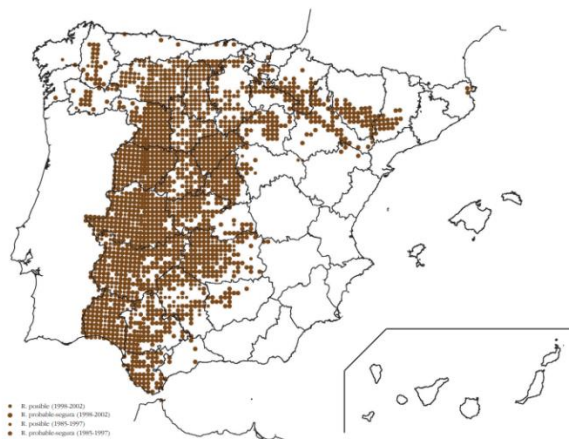 R. posible (1998-2002)
R. probable-segura (1998-2002)
R. posible (1985-1997)
R. probable-segura (1985-1997)